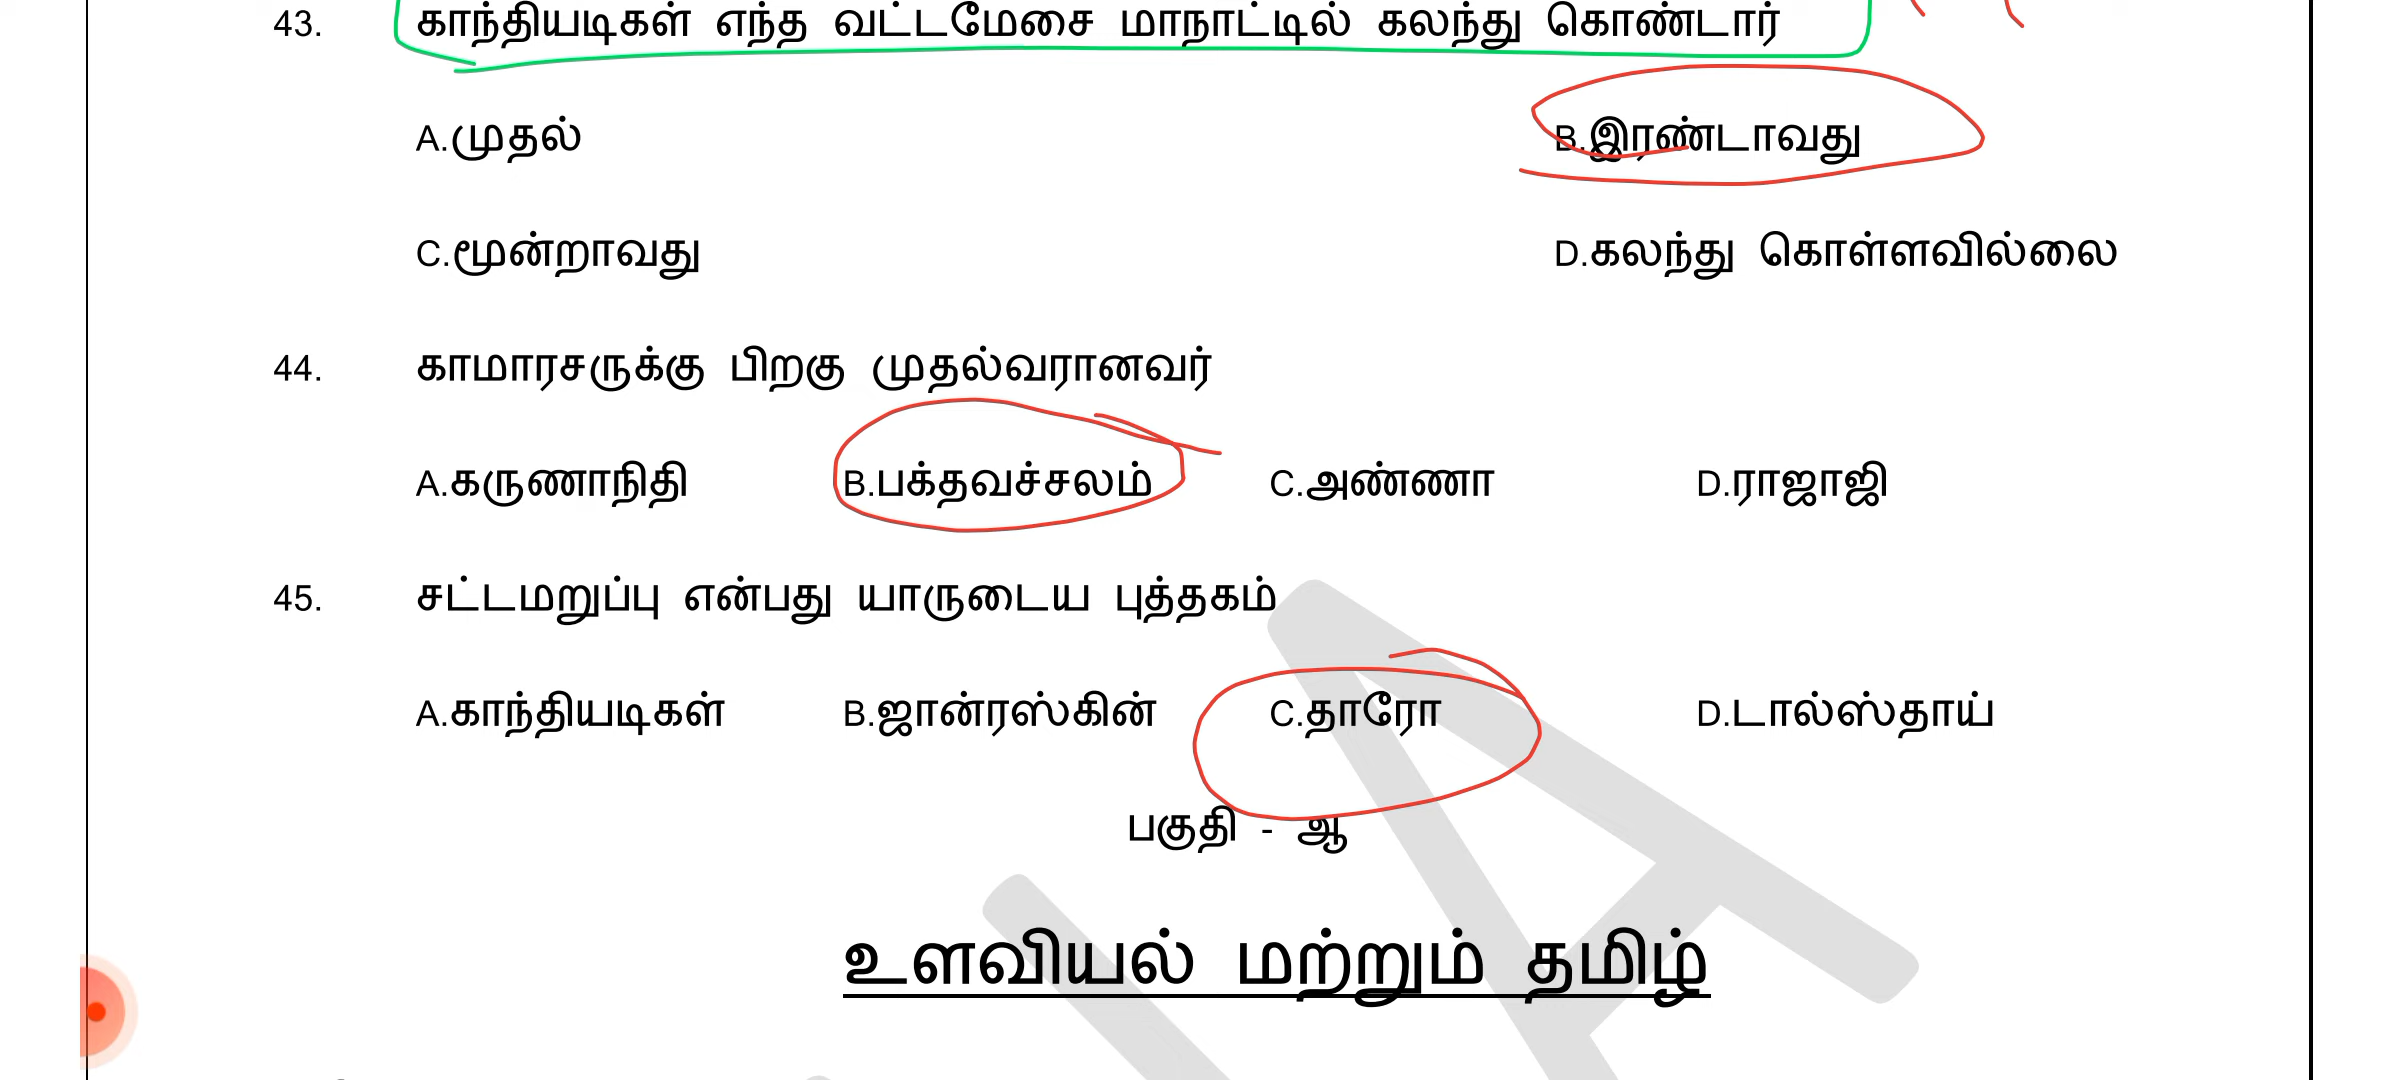 43. காந்தியடிகள் எந்த வட்டமேசை மாநாட்டில் கலந்து கொண்டார்
A.முதல் B.இரண்டாவது
C.மூன்றாவது D.கலந்து கொள்ளவில்லை
44. காமாரசருக்கு பிறகு முதல்வரானவர்
A.கருணாநிதி B.பக்தவச்சலம் C.அண்ணா D.ராஜாஜி
45. சட்டமறுப்பு என்பது யாருடைய புத்தகம்
A.காந்தியடிகள் B.ஜான்ரஸ்கின் C.தாரோ D.டால்ஸ்தாய்
பகுதி - ஆ
உளவியல் மற்றும் தமிழ்